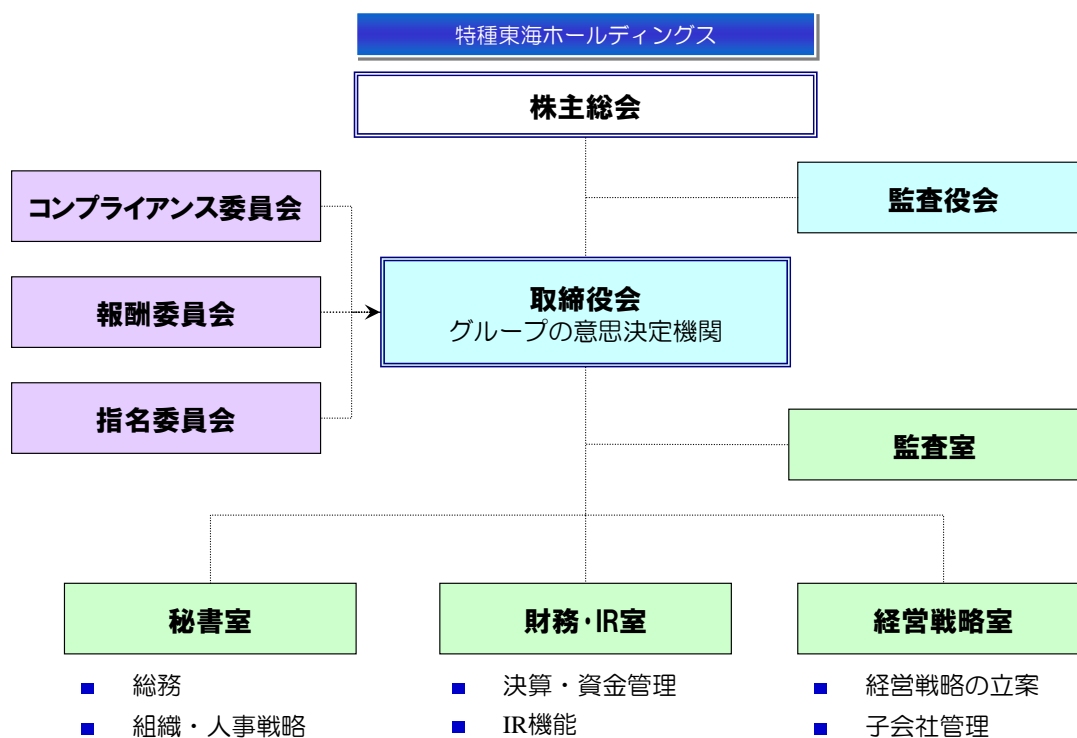 特種東海ホールディングス
株主総会
コンプライアンス委員会
監査役会
報酬委員会
取締役会
グループの意思決定機関
指名委員会
監査室
秘書室
財務・IR室
経営戦略室
総務
組織・人事戦略
決算・資金管理
IR機能
経営戦略の立案
子会社管理